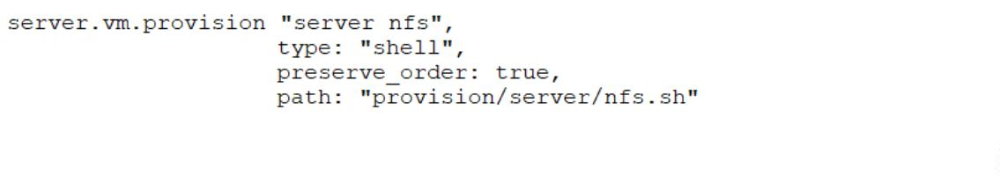 server.vm.provision "server nfs",
type: "shell",
preserve_order: true,
path: "provision/server/nfs.sh"